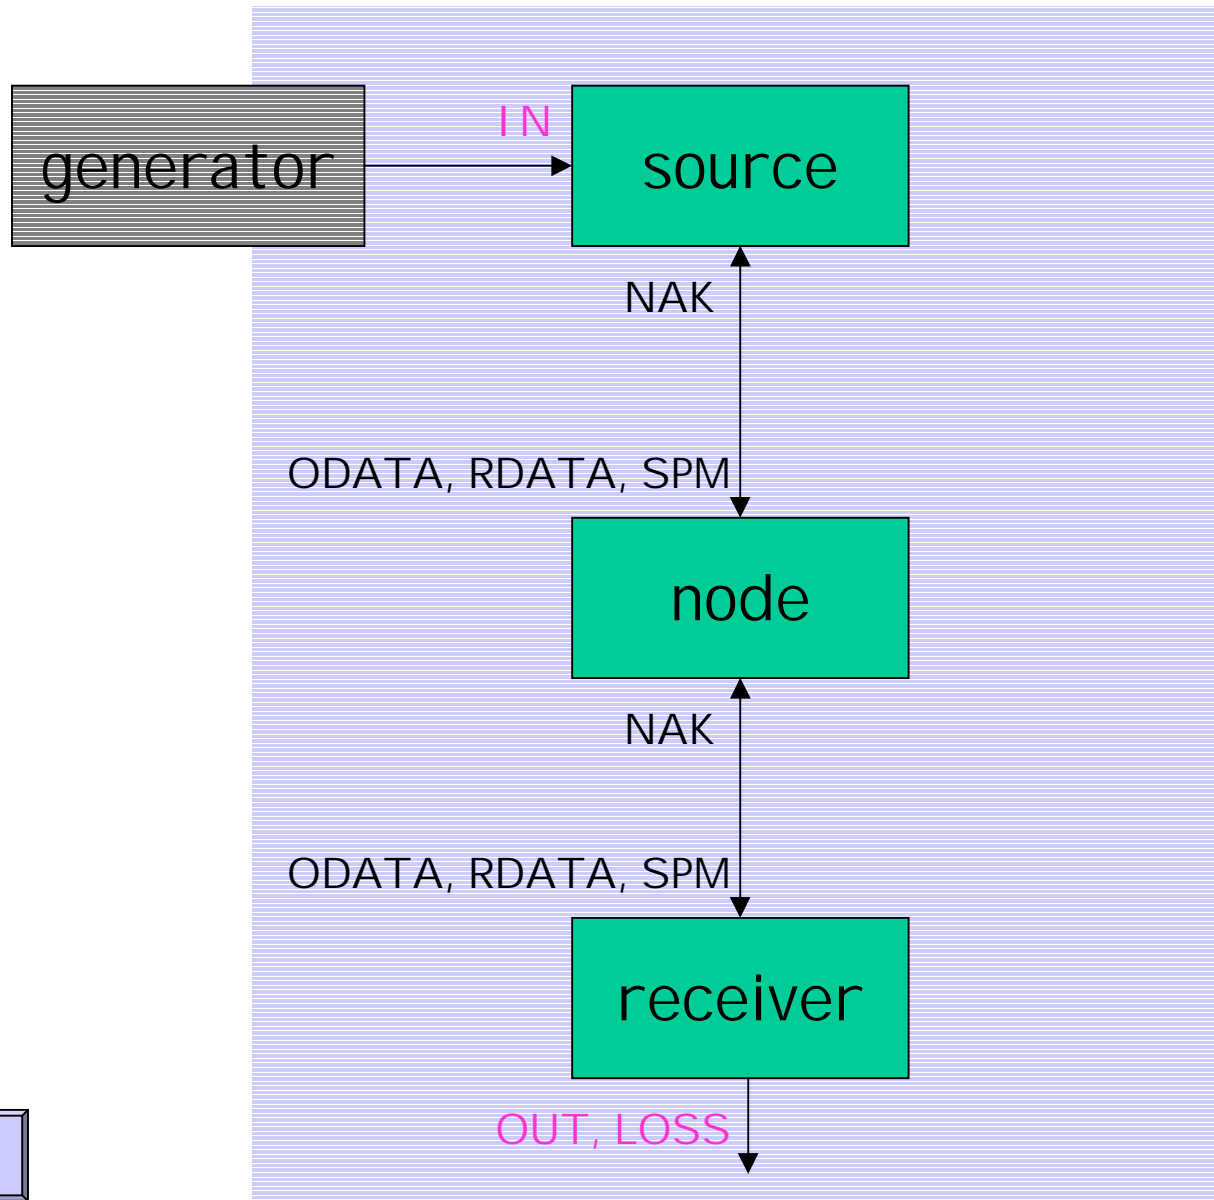 IN
generator
source
NAK
ODATA, RDATA, SPM
node
NAK
ODATA, RDATA, SPM
receiver
OUT, LOSS